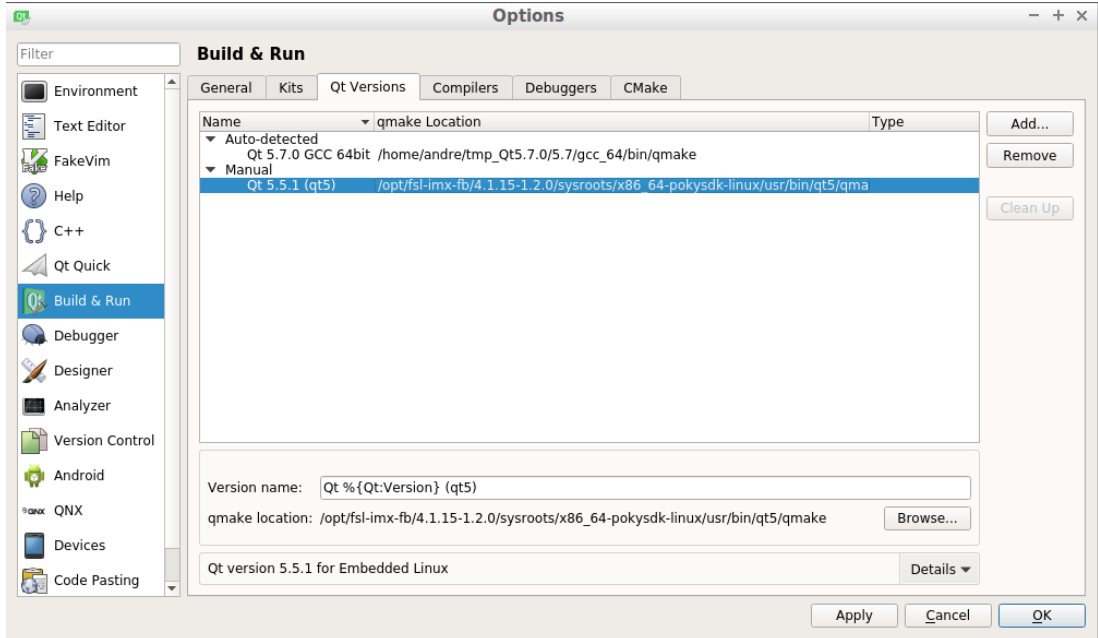 Options
Filter
Environment
Text Editor
FakeVim
Help
C++
Qt Quick
Build & Run
Debugger
Designer
Analyzer
Version Control
Android
QNX
Devices
Code Pasting
Build & Run
General Kits Qt Versions Compilers Debuggers CMake
Name qmake Location Type
Auto-detected
Qt 5.7.0 GCC 64bit /home/andre/tmp_Qt5.7.0/5.7/gcc_64/bin/qmake
Manual
Qt 5.5.1 (qt5) /opt/fsl-imx-fb/4.1.15-1.2.0/sysroots/x86_64-pokysdk-linux/usr/bin/qt5/qma
Add...
Remove
Clean Up
Version name: Qt %{Qt:Version} (qt5)
qmake location: /opt/fsl-imx-fb/4.1.15-1.2.0/sysroots/x86_64-pokysdk-linux/usr/bin/qt5/qmake Browse...
Qt version 5.5.1 for Embedded Linux Details
Apply Cancel OK